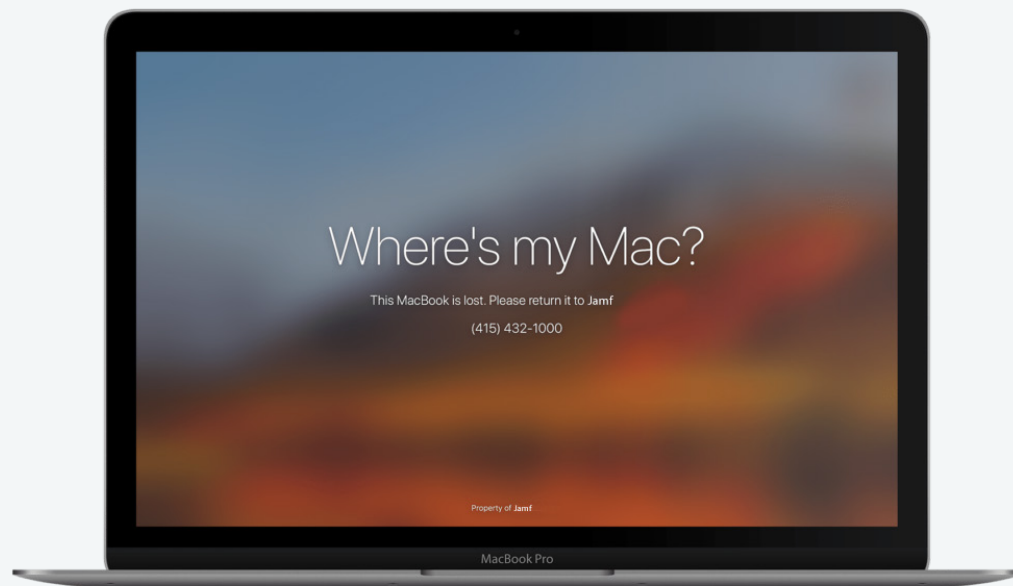 Where's my Mac?
This MacBook is lost. Please return it to Jamf
(415) 432-1000
Property of Jamf
MacBook Pro